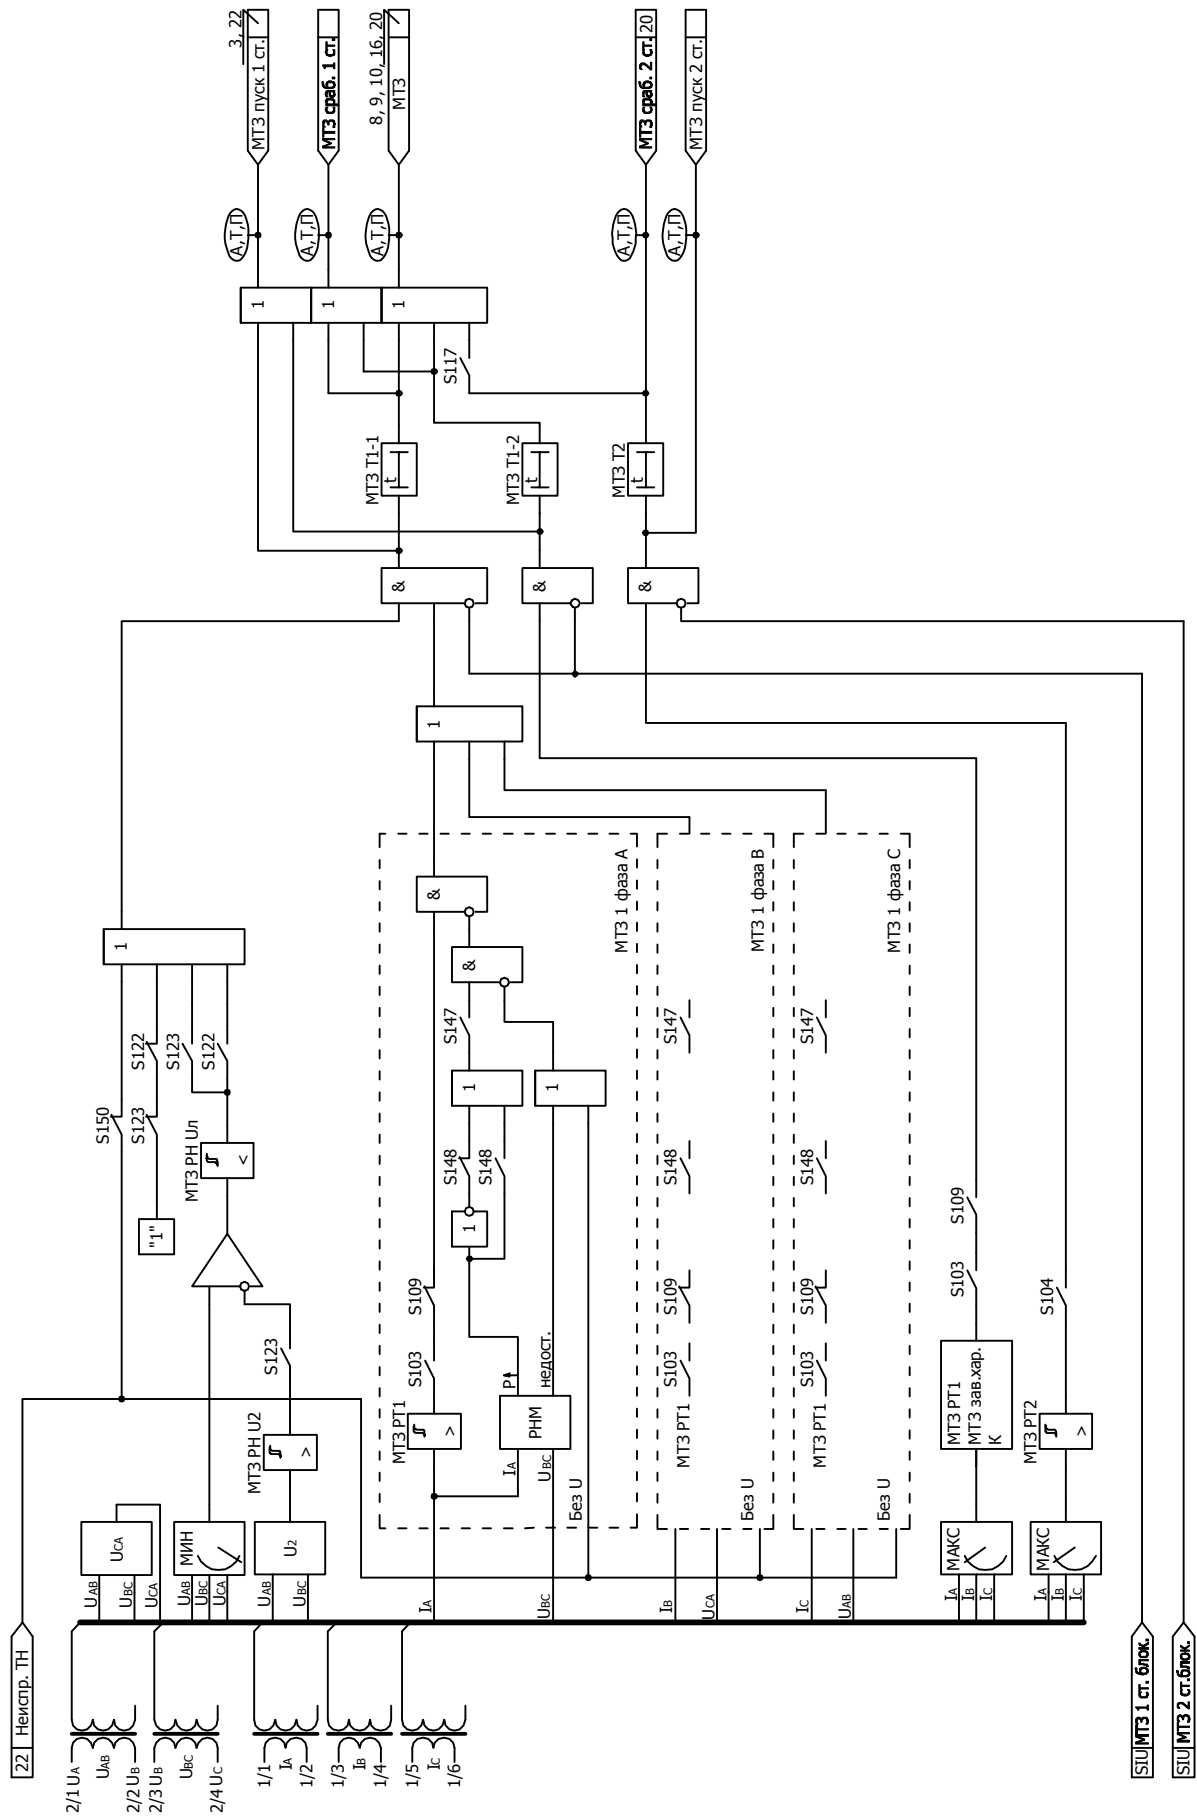 22 Неиспр. ТН
2/1 UA
UAB
2/2 UB
2/3 UB
UBC
2/4 UC
1/1
IA
1/2
1/3
IB
1/4
1/5
IC
1/6
SIU МТЗ 1 ст. блок.
SIU МТЗ 2 ст.блок.
UAB
UBC
UCA
UCA
UAB
UBC
UCA
МИН
UAB
UBC
U2
МТЗ РН U2
>
S123
МТЗ РН UЛ
<
"1"
S150
S123
S122
S123
S122
1
IA
UBC
Без U
МТЗ РТ1
>
IA
UBC
РНМ
P
недост.
S103
S109
1
S148
S148
1
1
S147
&
&
МТЗ 1 фаза А
IB
UCA
Без U
МТЗ РТ1
S103
S109
S148
S147
МТЗ 1 фаза В
IC
UAB
Без U
МТЗ РТ1
S103
S109
S148
S147
МТЗ 1 фаза С
IA
IB
IC
МАКС
МТЗ РТ1
МТЗ зав.хар.
К
S103
S109
IA
IB
IC
МАКС
МТЗ РТ2
>
S104
1
&
&
&
МТЗ Т1-1
t
МТЗ Т1-2
t
МТЗ Т2
t
S117
1
1
1
А,Т,П
А,Т,П
А,Т,П
А,Т,П
А,Т,П
МТЗ пуск 1 ст.
3, 22
МТЗ сраб. 1 ст.
МТЗ
8, 9, 10, 16, 20
МТЗ сраб. 2 ст. 20
МТЗ пуск 2 ст.